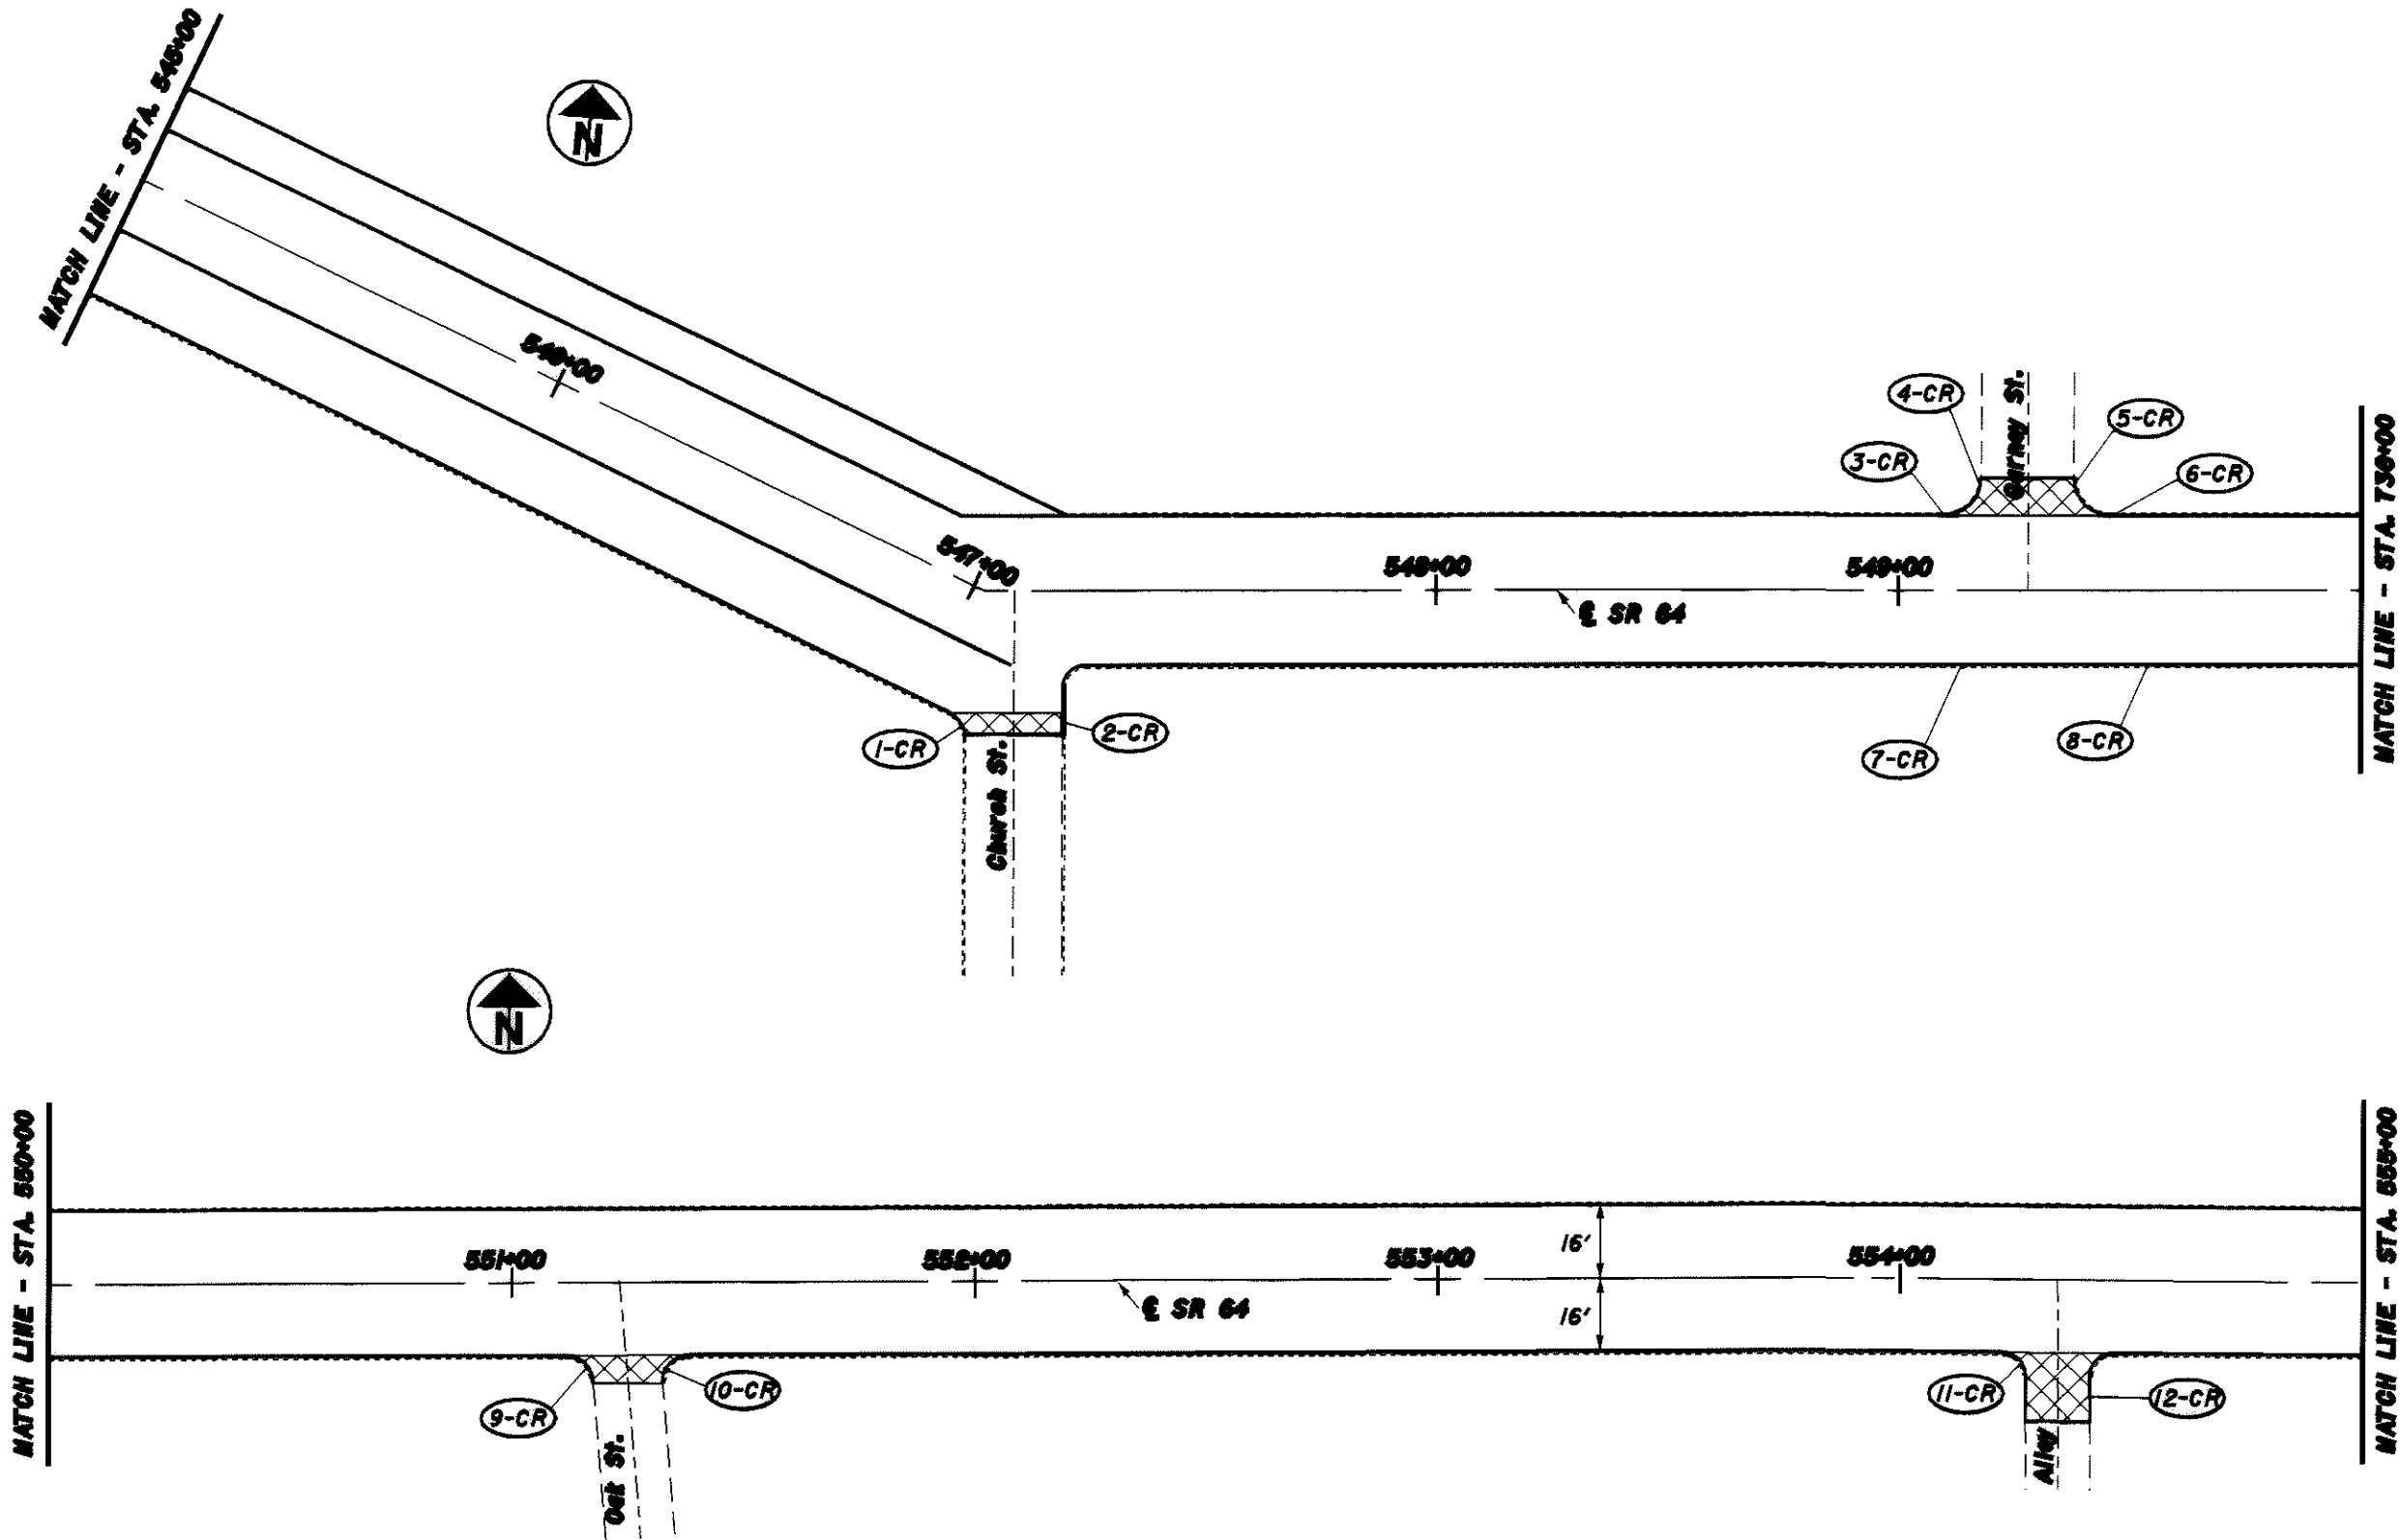 MATCH LINE - STA. 545+00
N
546+00
547+00
548+00
549+00
℄ SR 64
4-CR
Gurney St.
5-CR
3-CR
6-CR
MATCH LINE - STA. 730+00
1-CR
2-CR
Church St.
7-CR
8-CR
N
MATCH LINE - STA. 550+00
551+00
552+00
553+00
554+00
16'
16'
℄ SR 64
MATCH LINE - STA. 555+00
9-CR
10-CR
Oak St.
11-CR
12-CR
Alley